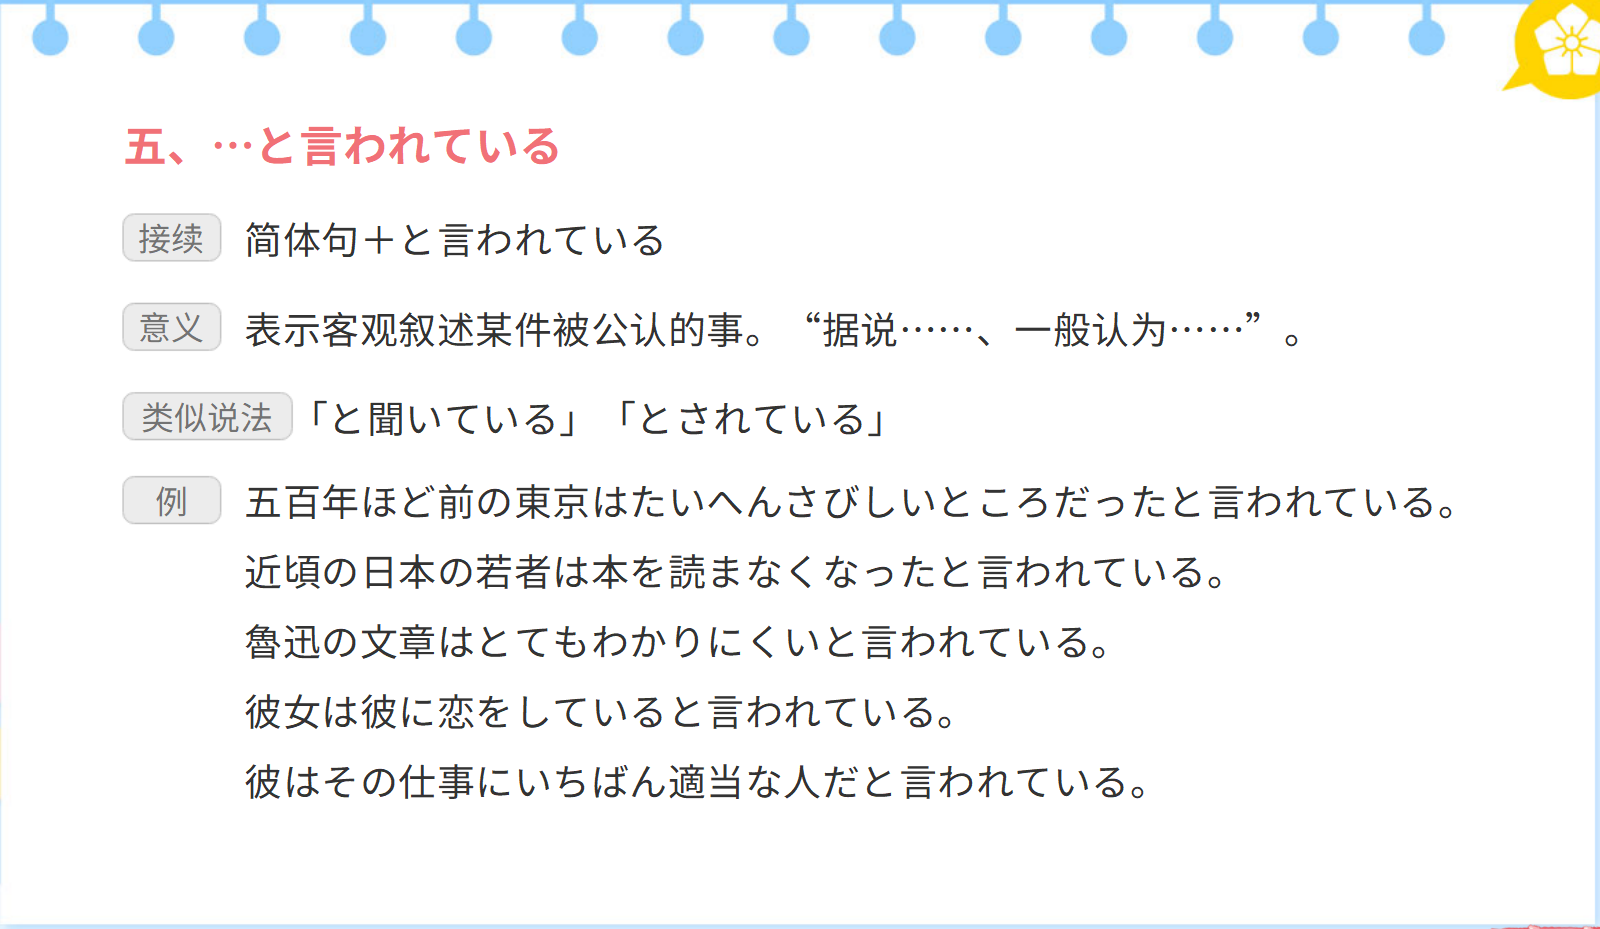 五、…と言われている
接续 简体句＋と言われている
意义 表示客观叙述某件被公认的事。“据说……、一般认为……”。
类似说法 「と聞いている」「とされている」
例 五百年ほど前の東京はたいへんさびしいところだったと言われている。
近頃の日本の若者は本を読まなくなったと言われている。
魯迅の文章はとてもわかりにくいと言われている。
彼女は彼に恋をしていると言われている。
彼はその仕事にいちばん適当な人だと言われている。